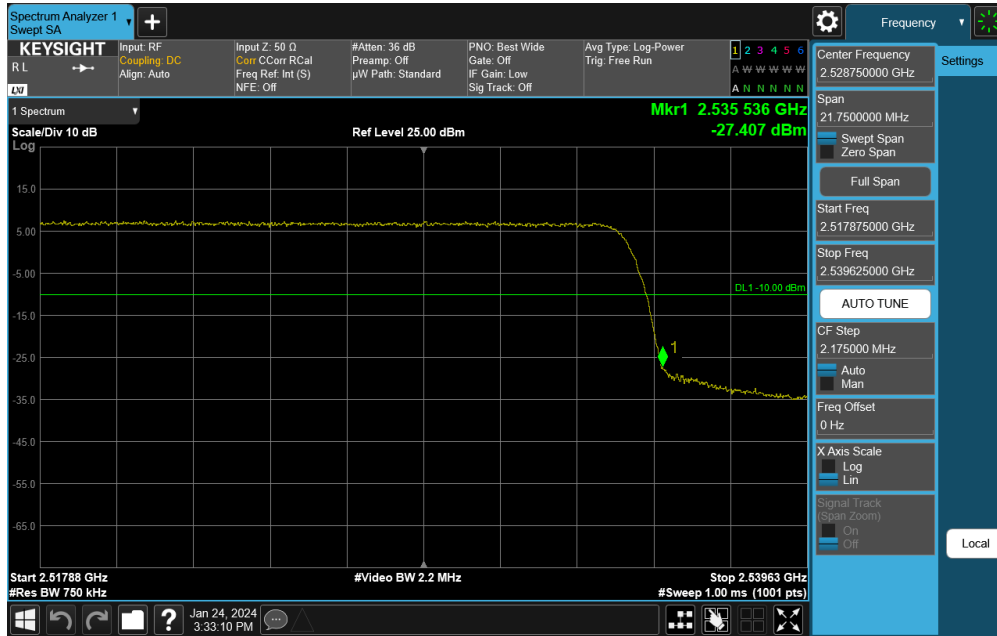 Spectrum Analyzer 1
Swept SA
+
Frequency
KEYSIGHT
R L
LXI
Input: RF
Coupling: DC
Align: Auto
Input Z: 50 Ω
Corr CCorr RCal
Freq Ref: Int (S)
NFE: Off
#Atten: 36 dB
Preamp: Off
µW Path: Standard
PNO: Best Wide
Gate: Off
IF Gain: Low
Sig Track: Off
Avg Type: Log-Power
Trig: Free Run
1 2 3 4 5 6
A W W W W W
A N N N N N
1 Spectrum
Scale/Div 10 dB
Log
Ref Level 25.00 dBm
Mkr1 2.535 536 GHz
-27.407 dBm
15.0
5.00
-5.00
-15.0
-25.0
-35.0
-45.0
-55.0
-65.0
DL1 -10.00 dBm
1
Start 2.51788 GHz
#Res BW 750 kHz
#Video BW 2.2 MHz
Stop 2.53963 GHz
#Sweep 1.00 ms (1001 pts)
Center Frequency
2.528750000 GHz
Span
21.7500000 MHz
Swept Span
Zero Span
Full Span
Start Freq
2.517875000 GHz
Stop Freq
2.539625000 GHz
AUTO TUNE
CF Step
2.175000 MHz
Auto
Man
Freq Offset
0 Hz
X Axis Scale
Log
Lin
Signal Track
(Span Zoom)
On
Off
Settings
Local
?
Jan 24, 2024
3:33:10 PM